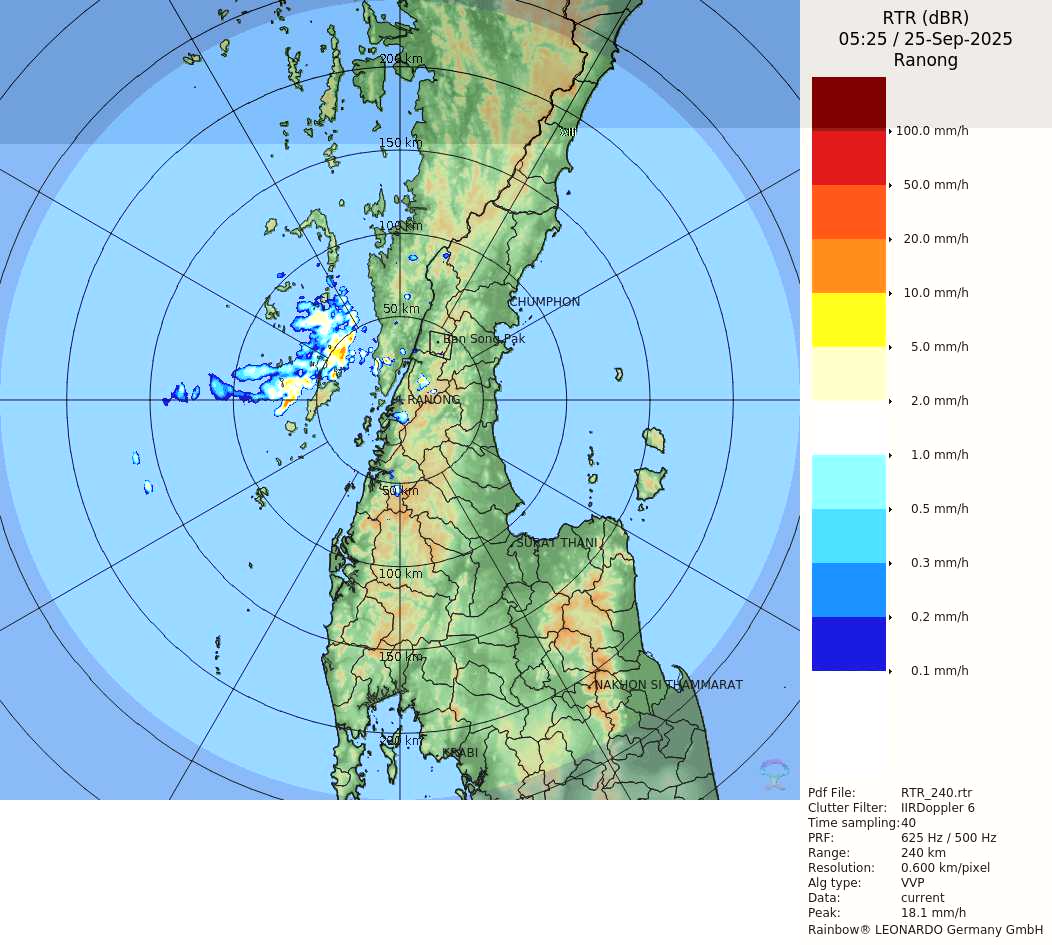 RTR (dBR)
05:25 / 25-Sep-2025
Ranong
100.0 mm/h
50.0 mm/h
20.0 mm/h
10.0 mm/h
5.0 mm/h
2.0 mm/h
1.0 mm/h
0.5 mm/h
0.3 mm/h
0.2 mm/h
0.1 mm/h
200 km
150 km
100 km
CHUMPHON
50 km
Ban Song Pak
RANONG
50 km
SURAT THANI
100 km
150 km
NAKHON SI THAMMARAT
200 km
KRABI
Pdf File: RTR_240.rtr
Clutter Filter: IIRDoppler 6
Time sampling:40
PRF: 625 Hz / 500 Hz
Range: 240 km
Resolution: 0.600 km/pixel
Alg type: VVP
Data: current
Peak: 18.1 mm/h
Rainbow® LEONARDO Germany GmbH